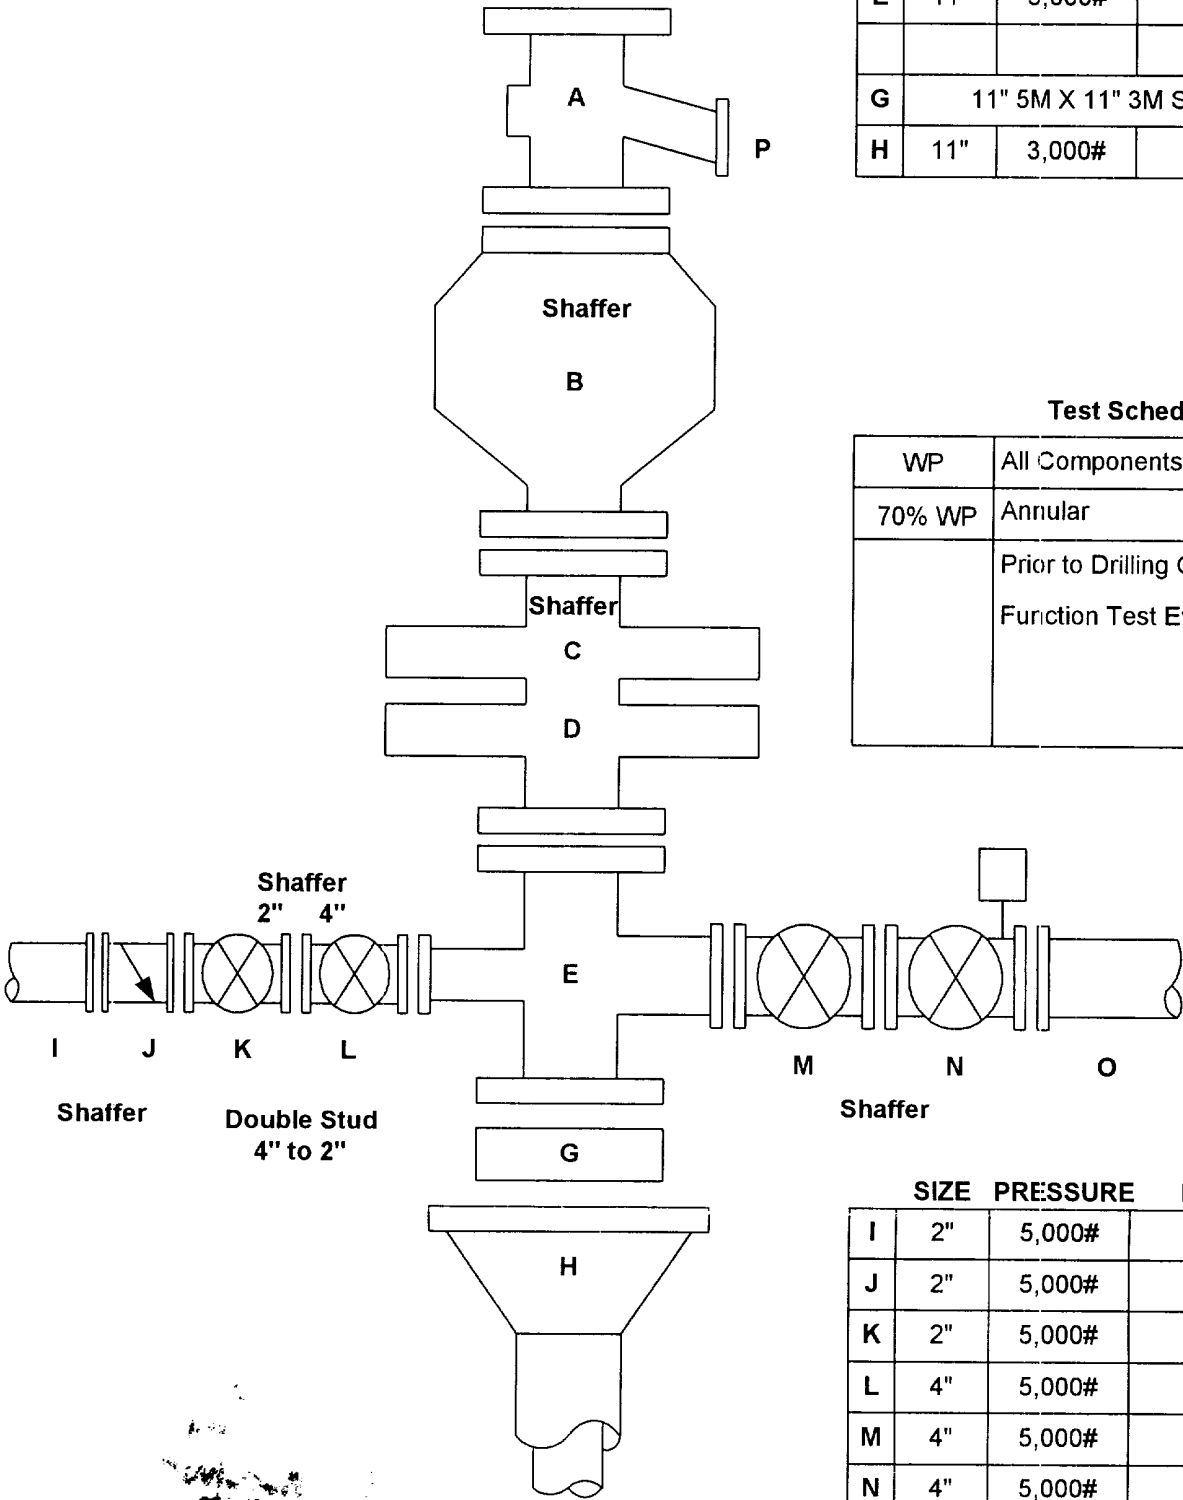 G 11" 5M X 11" 3M
H 11" 3,000#
A
P
Shaffer
B
Test
WP All Components
70% WP Annular
Prior to Drilling
Function Test
Shaffer
C
D
Shaffer
2" 4"
E
I J K L
M N O
Shaffer
Double Stud
4" to 2"
Shaffer
G
H
SIZE PRESSURE
I 2" 5,000#
J 2" 5,000#
K 2" 5,000#
L 4" 5,000#
M 4" 5,000#
N 4" 5,000#